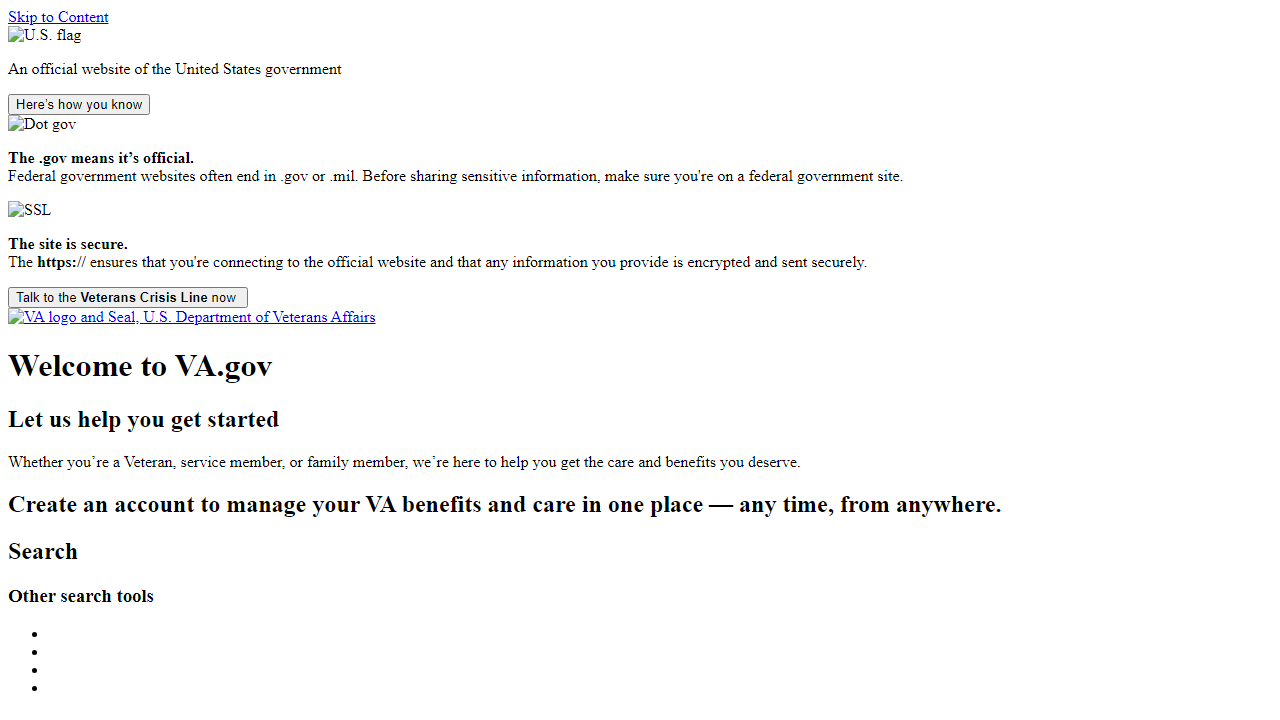 Skip to Content
U.S. flag
An official website of the United States government
Here's how you know
Dot gov
The .gov means it’s official.
Federal government websites often end in .gov or .mil. Before sharing sensitive information, make sure you're on a federal government site.
SSL
The site is secure.
The https:// ensures that you're connecting to the official website and that any information you provide is encrypted and sent securely.
Talk to the Veterans Crisis Line now
VA logo and Seal, U.S. Department of Veterans Affairs
Welcome to VA.gov
Let us help you get started
Whether you’re a Veteran, service member, or family member, we’re here to help you get the care and benefits you deserve.
Create an account to manage your VA benefits and care in one place — any time, from anywhere.
Search
Other search tools